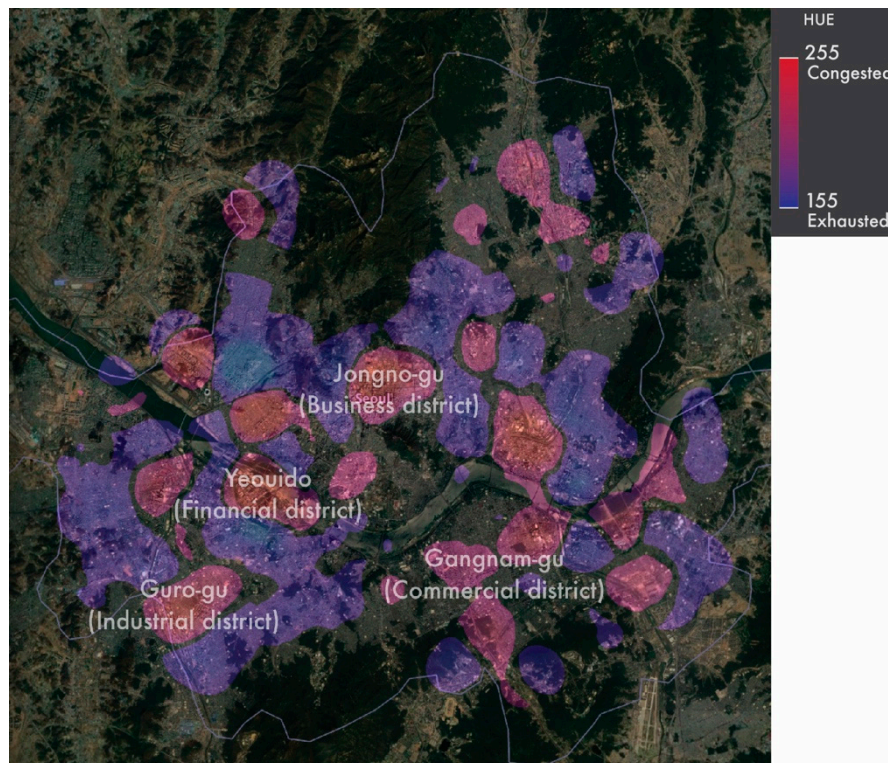 HUE
255
Congested
155
Exhausted
Jongno-gu
Seoul
(Business district)
Yeouido
(Financial district)
Gangnam-gu
(Commercial district)
Guro-gu
(Industrial district)